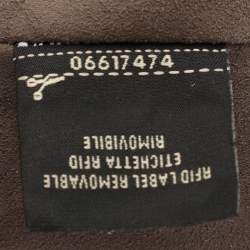 06617474
RFID LABEL REMOVABLE
ETICHETTA RFID
RIMOVIBILE